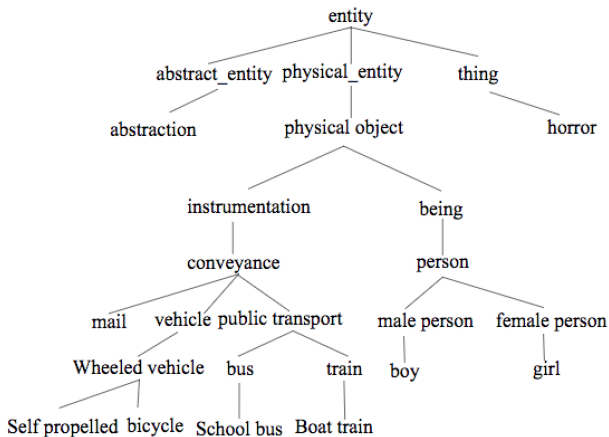 entity
abstract_entity physical_entity thing
abstraction physical object horror
instrumentation being
conveyance person
mail vehicle public transport male person female person
Wheeled vehicle bus train boy girl
Self propelled bicycle School bus Boat train